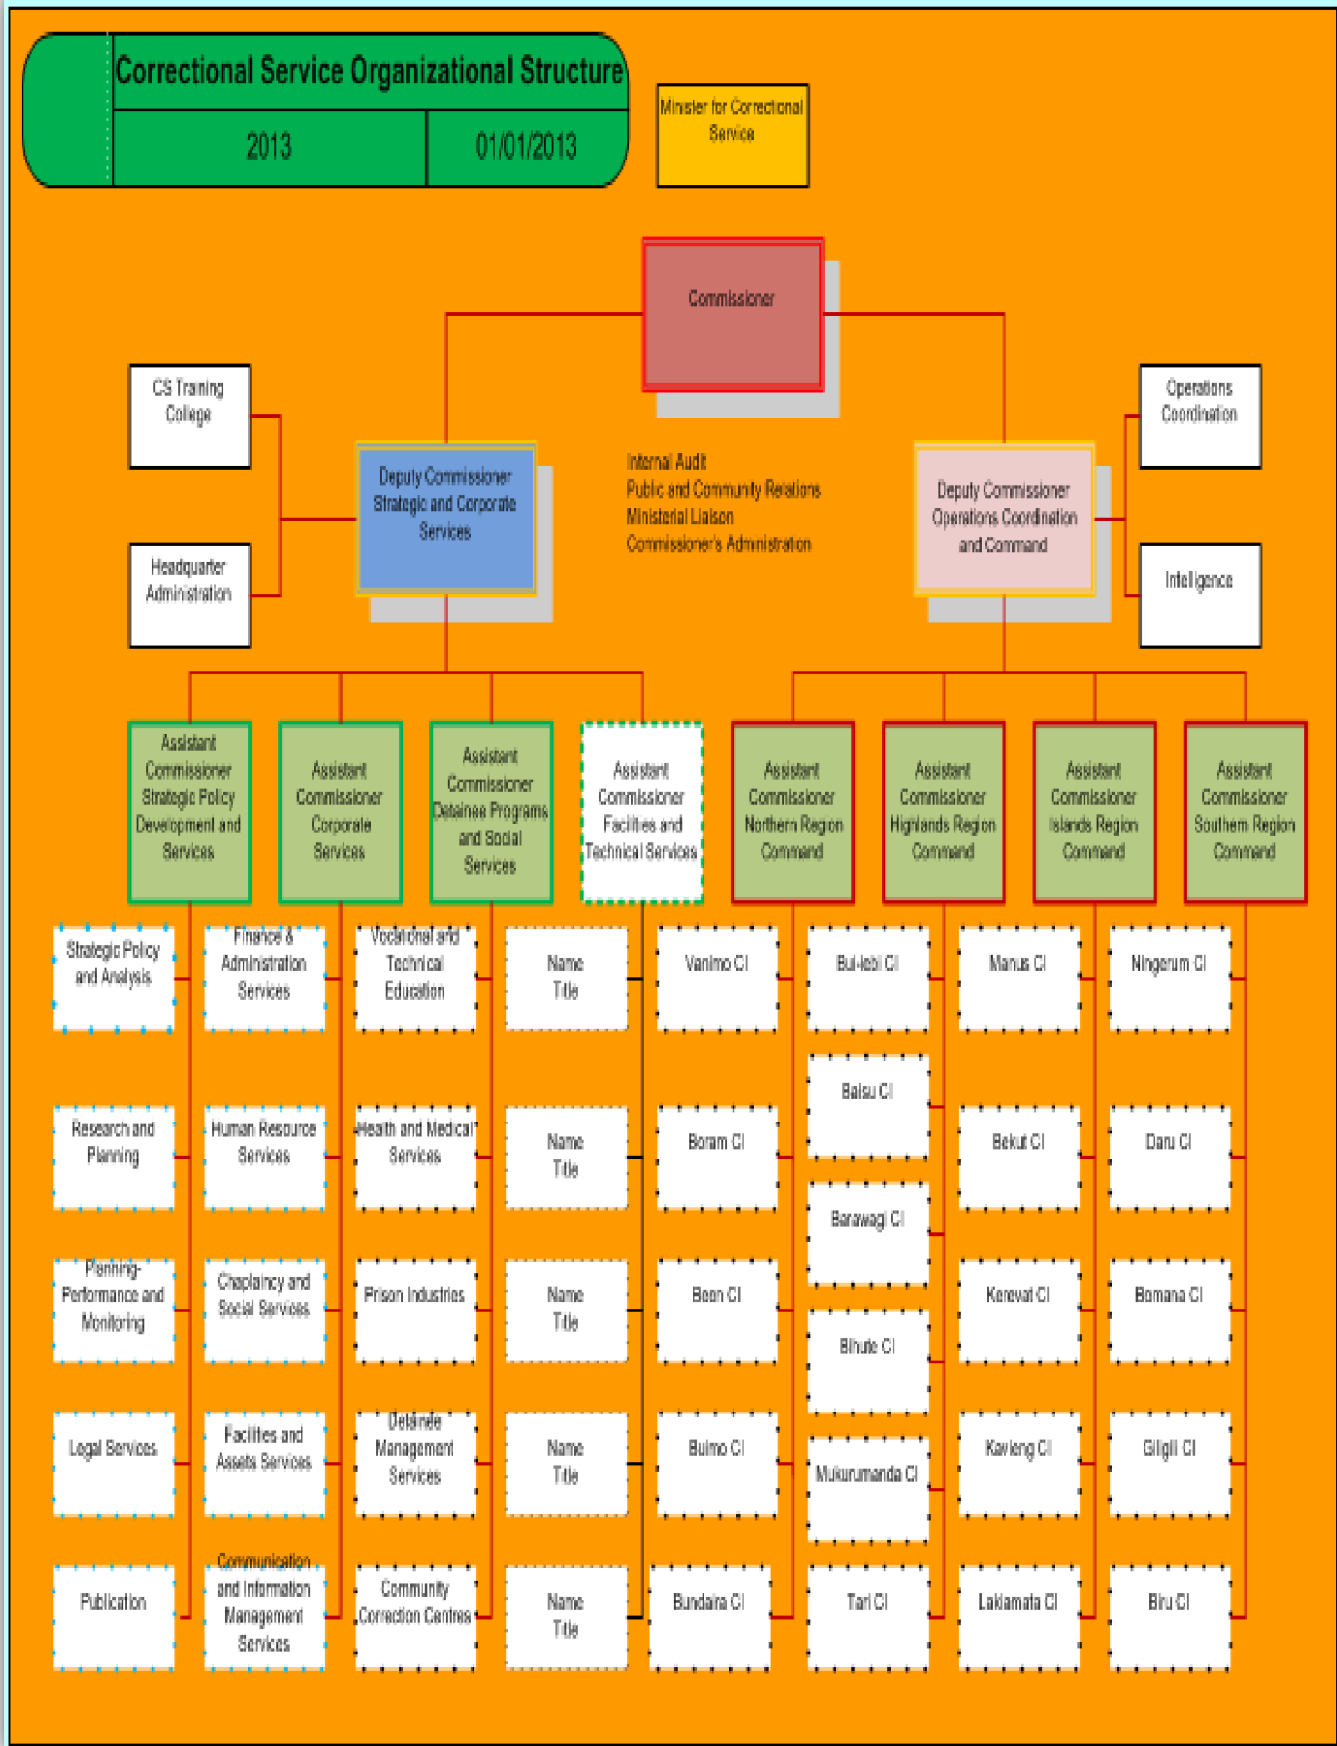 Correctional Service Organizational Structure
2013
01/01/2013
Minister for Correctional
Service
Commissioner
CS Training
College
Headquarter
Administration
Deputy Commissioner
Strategic and Corporate
Services
Internal Audit
Public and Community Relations
Ministerial Liaison
Commissioner's Administration
Deputy Commissioner
Operations Coordination
and Command
Operations
Coordination
Intelligence
Assistant
Commissioner
Strategic Policy
Development and
Services
Assistant
Commissioner
Corporate
Services
Assistant
Commissioner
Detainee Programs
and Social
Services
Assistant
Commissioner
Facilities and
Technical Services
Assistant
Commissioner
Northern Region
Command
Assistant
Commissioner
Highlands Region
Command
Assistant
Commissioner
Islands Region
Command
Assistant
Commissioner
Southern Region
Command
Strategic Policy
and Analysis
Research and
Planning
Planning-
Performance and
Monitoring
Legal Services
Publication
Finance &
Administration
Services
Human Resource
Services
Chaplaincy and
Social Services
Facilities and
Assets Services
Communication
and Information
Management
Services
Vocational and
Technical
Education
Health and Medical
Services
Prison Industries
Detainee
Management
Services
Community
Correction Centres
Name
Title
Name
Title
Name
Title
Name
Title
Name
Title
Vanimo CI
Boram CI
Beon CI
Buimo CI
Bundaira CI
Bui-Iebi CI
Baisu CI
Barawagi CI
Bihute CI
Mukurumanda CI
Tari CI
Manus CI
Bekut CI
Kerevat CI
Kavieng CI
Lakiamata CI
Ningerum CI
Daru CI
Bomana CI
Giligili CI
Biru CI